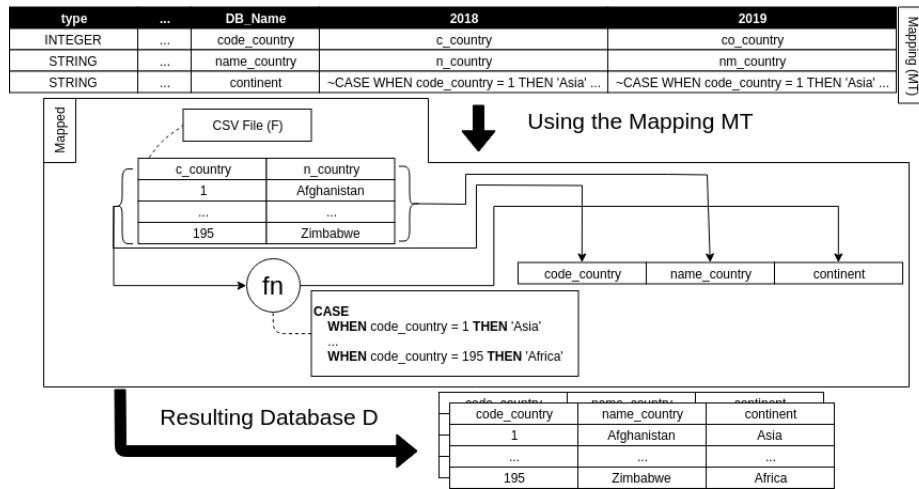 type ... DB_Name 2018 2019
INTEGER ... code_country c_country co_country
STRING ... name_country n_country nm_country
STRING ... continent ~CASE WHEN code_country = 1 THEN 'Asia' ... ~CASE WHEN code_country = 1 THEN 'Asia' ...
Mapping (MT)
Mapped
CSV File (F)
Using the Mapping MT
c_country n_country
1 Afghanistan
... ...
195 Zimbabwe
code_country name_country continent
fn
CASE
WHEN code_country = 1 THEN 'Asia'
...
WHEN code_country = 195 THEN 'Africa'
Resulting Database D
code_country name_country continent
code_country name_country continent
1 Afghanistan Asia
... ... ...
195 Zimbabwe Africa